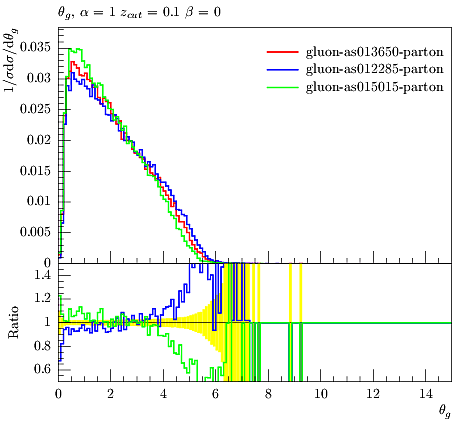 θg, α = 1 zcut = 0.1 β = 0
1/σdσ/dθg
gluon-as013650-parton
gluon-as012285-parton
gluon-as015015-parton
0.035
0.03
0.025
0.02
0.015
0.01
0.005
0
Ratio
1.4
1.2
1
0.8
0.6
0 2 4 6 8 10 12 14
θg